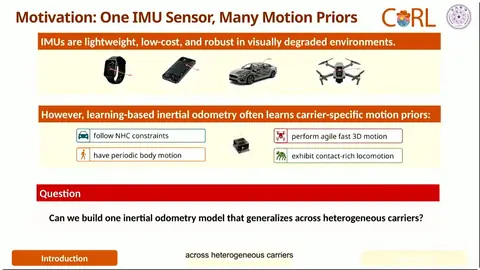 Motivation: One IMU Sensor, Many Motion Priors
CORL
IMUs are lightweight, low-cost, and robust in visually degraded environments.
However, learning-based inertial odometry often learns carrier-specific motion priors:
follow NHC constraints
perform agile fast 3D motion
have periodic body motion
exhibit contact-rich locomotion
Question
Can we build one inertial odometry model that generalizes across heterogeneous carriers?
Introduction
across heterogeneous carriers